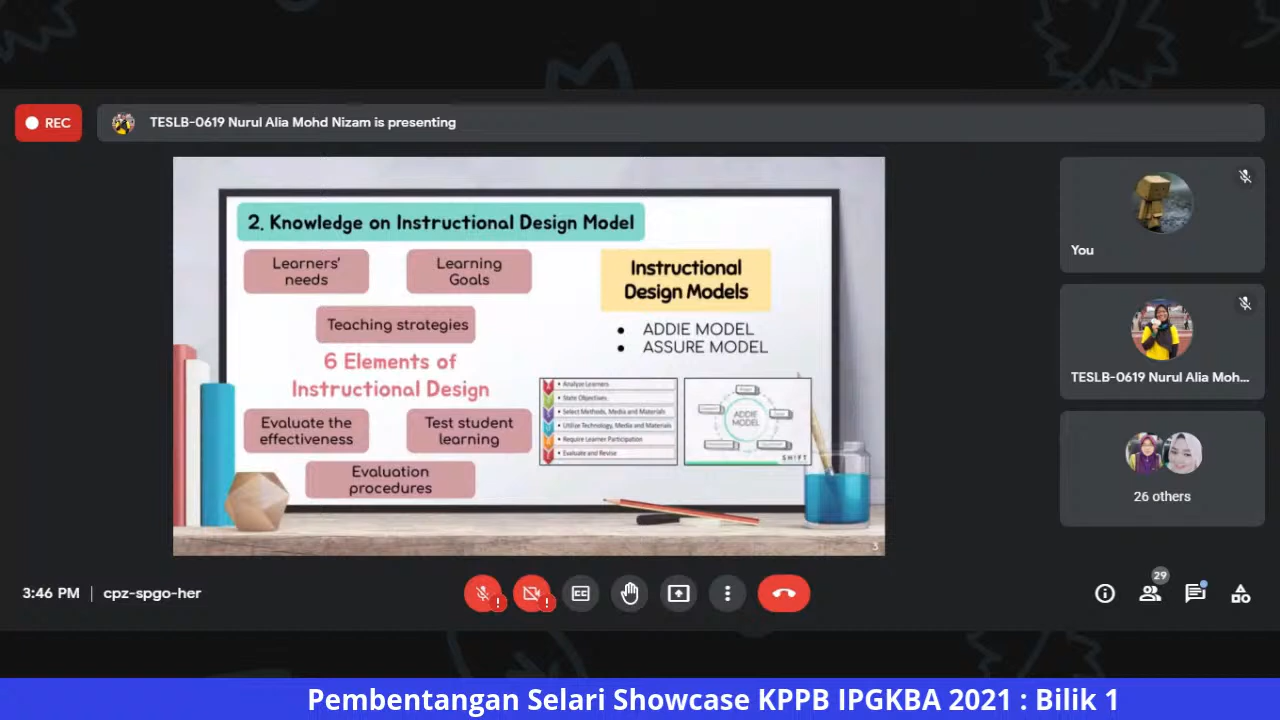 REC
TESLB-0619 Nurul Alia Mohd Nizam is presenting
2. Knowledge on Instructional Design Model
Learners'
needs
Learning
Goals
Teaching strategies
6 Elements of
Instructional Design
Evaluate the
effectiveness
Test student
learning
Evaluation
procedures
Instructional
Design Models
• ADDIE MODEL
• ASSURE MODEL
• Analyze Learners
• State Objectives
• Select Methods, Media and Materials
• Utilize Technology, Media and Materials
• Require Learner Participation
• Evaluate and Revise
ADDIE
MODEL
SHIFT
3
You
TESLB-0619 Nurul Alia Moh...
26 others
3:46 PM | cpz-spgo-her
29
Pembentangan Selari Showcase KPPB IPGKBA 2021 : Bilik 1